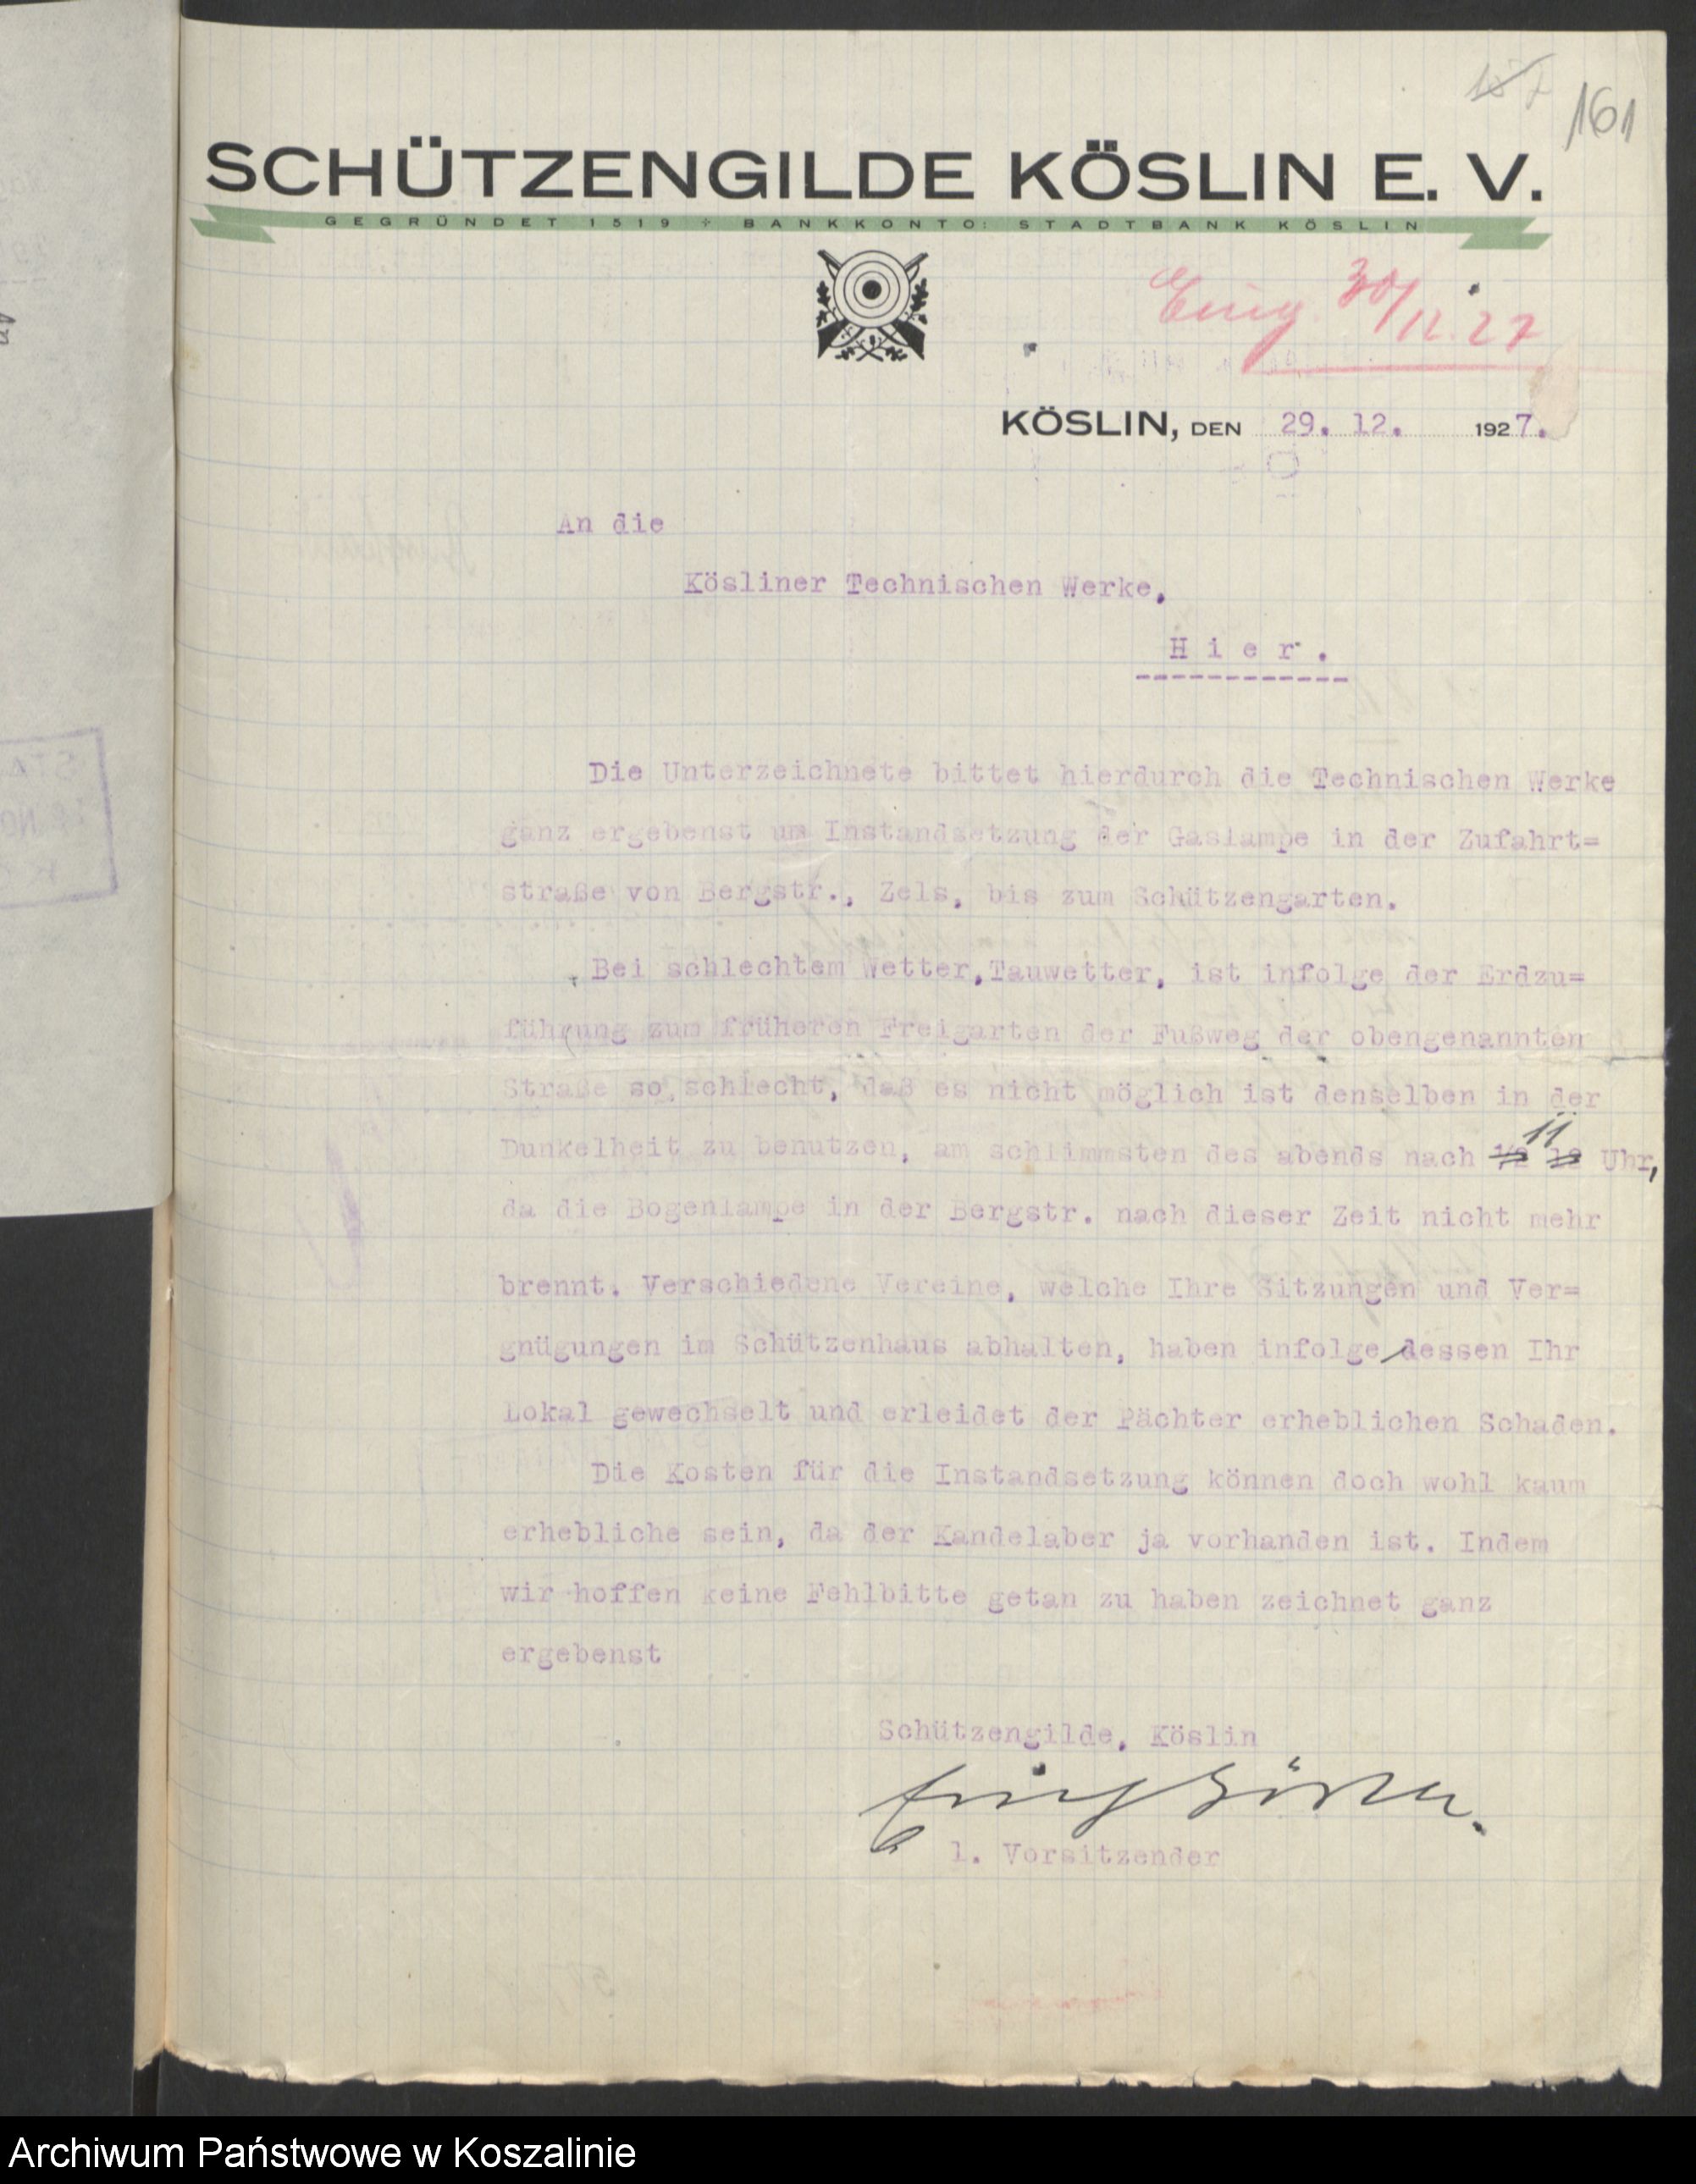 161
SCHÜTZENGILDE KÖSLIN E. V.
GEGRÜNDET 1519 ÷ BANKKONTO: STADTBANK KÖSLIN
Eing. 30/12. 27
KÖSLIN, DEN 29. 12. 1927.
An die
Kösliner Technischen Werke,
H i e r .
------------
Die Unterzeichnete bittet hierdurch die Technischen Werke
ganz ergebenst um Instandsetzung der Gaslampe in der Zufahrt=
straße von Bergstr., Zels, bis zum Schützengarten.
Bei schlechtem Wetter,Tauwetter, ist infolge der Erdzu=
führung zum früheren Freigarten der Fußweg der obengenannten
Straße so schlecht, daß es nicht möglich ist denselben in der
11
Dunkelheit zu benutzen, am schlimmsten des abends nach 1/2 12 Uhr,
da die Bogenlampe in der Bergstr. nach dieser Zeit nicht mehr
brennt. Verschiedene Vereine, welche Ihre Sitzungen und Ver=
gnügungen im Schützenhaus abhalten, haben infolge dessen Ihr
Lokal gewechselt und erleidet der Pächter erheblichen Schaden.
Die Kosten für die Instandsetzung können doch wohl kaum
erhebliche sein, da der Kandelaber ja vorhanden ist. Indem
wir hoffen keine Fehlbitte getan zu haben zeichnet ganz
ergebenst
Schützengilde, Köslin
1. Vorsitzender
Archiwum Państwowe w Koszalinie